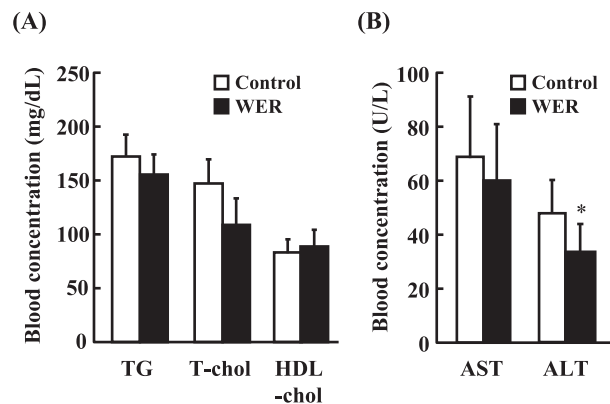 (A)
Blood concentration (mg/dL)
250
200
150
100
50
0
Control
WER
TG
T-chol
HDL
-chol
(B)
Blood concentration (U/L)
100
80
60
40
20
0
Control
WER
*
AST
ALT